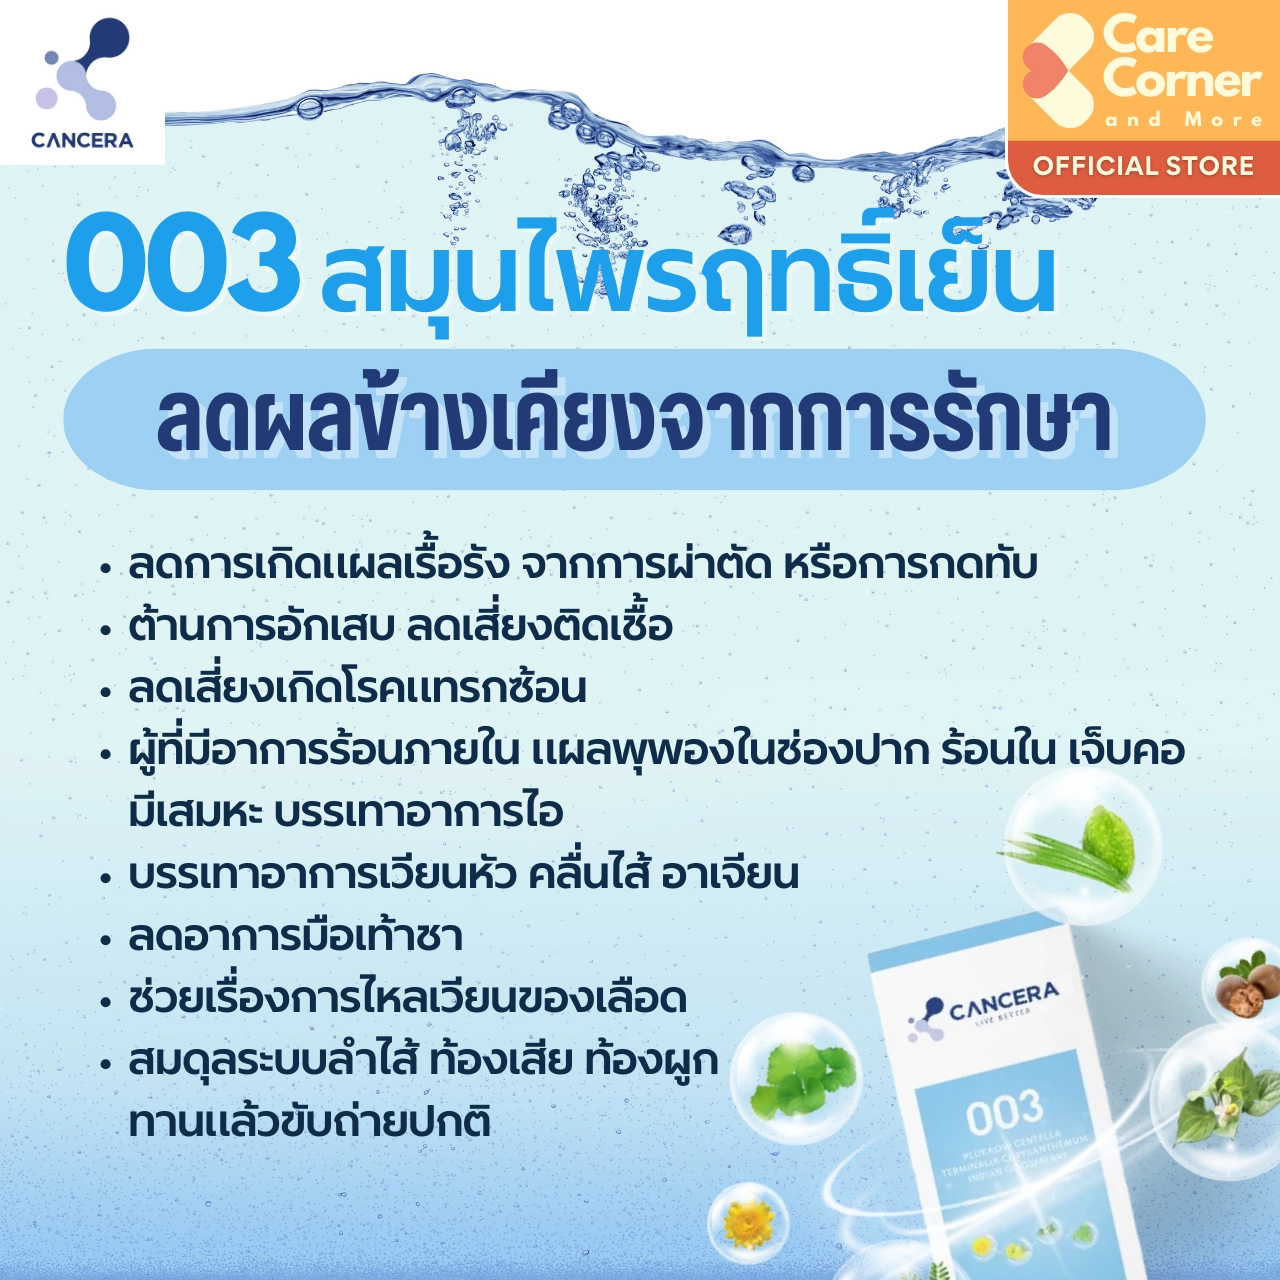 CANCERA
Care
Corner
and More
OFFICIAL STORE
003 สมุนไพรฤทธิ์เย็น
ลดผลข้างเคียงจากการรักษา
• ลดการเกิดแผลเรื้อรัง จากการผ่าตัด หรือการกดทับ
• ต้านการอักเสบ ลดเสี่ยงติดเชื้อ
• ลดเสี่ยงเกิดโรคแทรกซ้อน
• ผู้ที่มีอาการร้อนภายใน แผลพุพองในช่องปาก ร้อนใน เจ็บคอ
มีเสมหะ บรรเทาอาการไอ
• บรรเทาอาการเวียนหัว คลื่นไส้ อาเจียน
• ลดอาการมือเท้าชา
• ช่วยเรื่องการไหลเวียนของเลือด
• สมดุลระบบลำไส้ ท้องเสีย ท้องผูก
ทานแล้วขับถ่ายปกติ
CANCERA
LIVE BETTER
003
PLUKAOW CENTELLA
TERMINALIA CHRYSANTHEMUM
INDIAN GOOSEBERRY